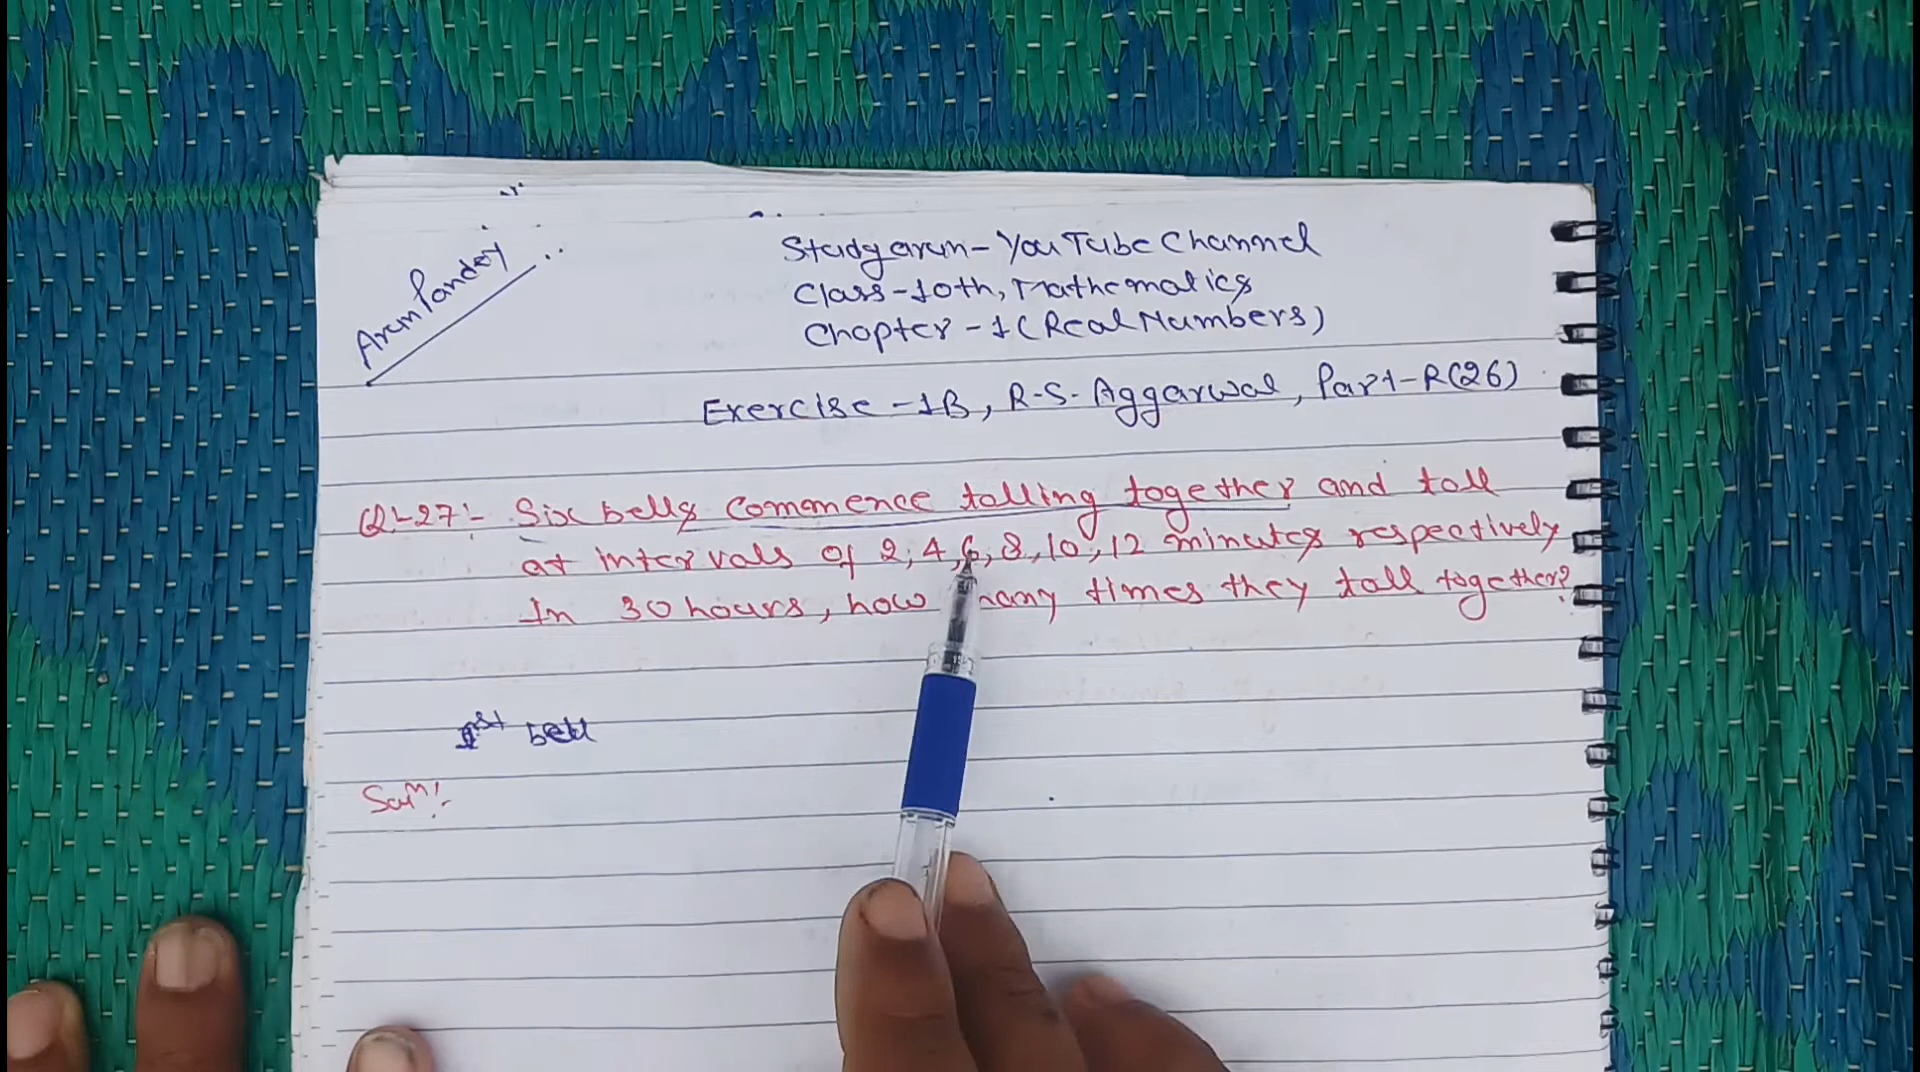 Arun Pandey
Studyarun - YouTube Channel
Class-10th, Mathematics
Chapter - 1 (Real Numbers)
Exercise - 1B, R-S- Aggarwal, Part-R(26)
Q-27:- Six bells commence tolling together and toll
at intervals of 2, 4, 6, 8, 10, 12 minutes respectively
In 30 hours, how many times they toll together?
1st bell
Solⁿ:-